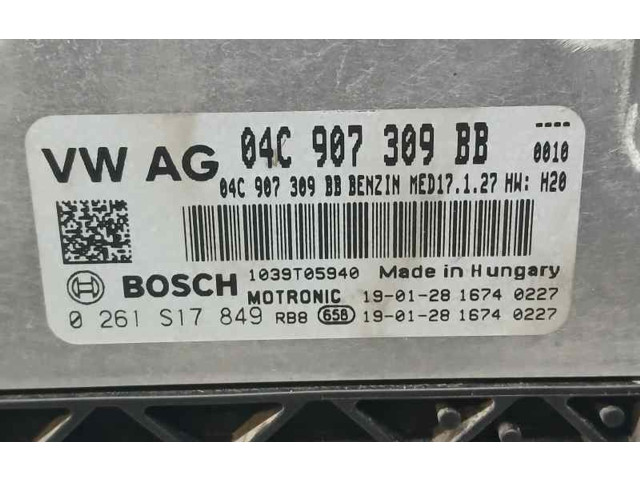 VW AG 04C 907 309 BB ----
0010
04C 907 309 BB BENZIN MED17.1.27 HW: H20
1039T05940 Made in Hungary
BOSCH MOTRONIC 19-01-28 1674 0227
0 261 S17 849 RB8 65B 19-01-28 1674 0227